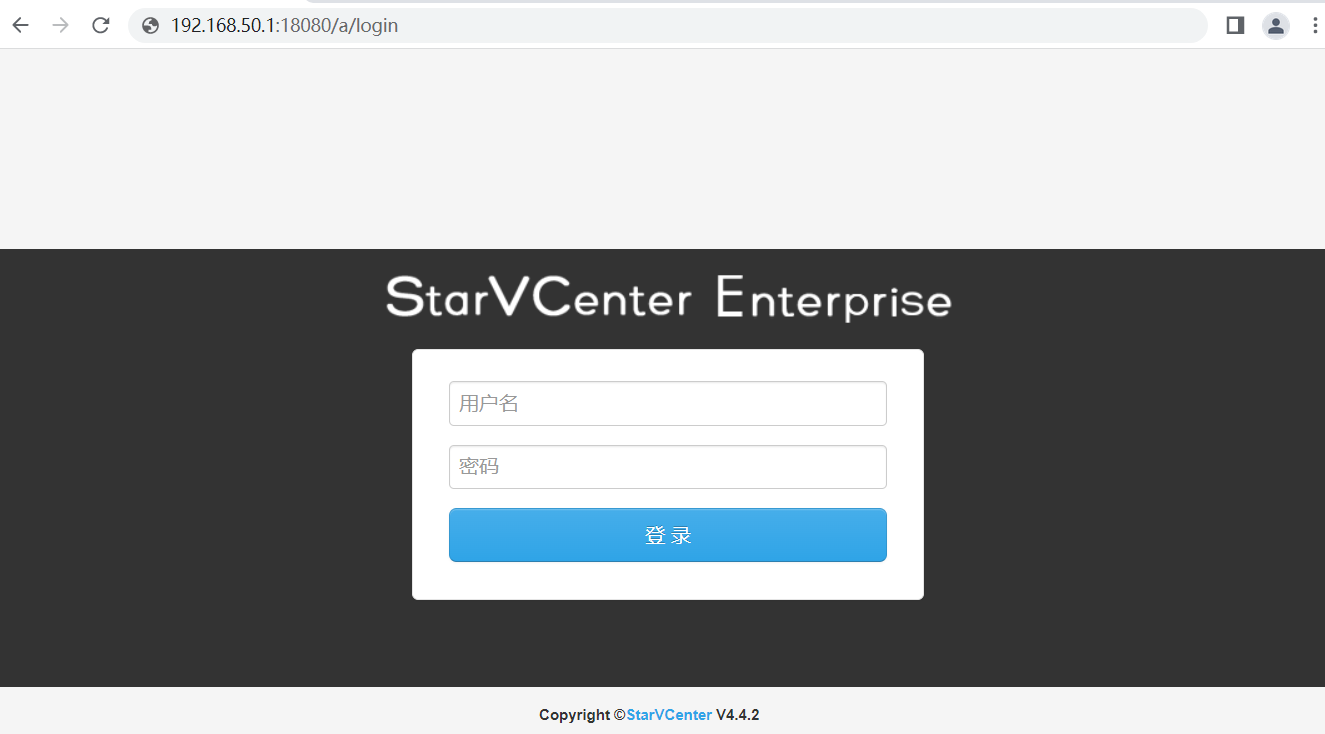 192.168.50.1:18080/a/login
StarVCenter Enterprise
用户名
密码
登 录
Copyright ©StarVCenter V4.4.2